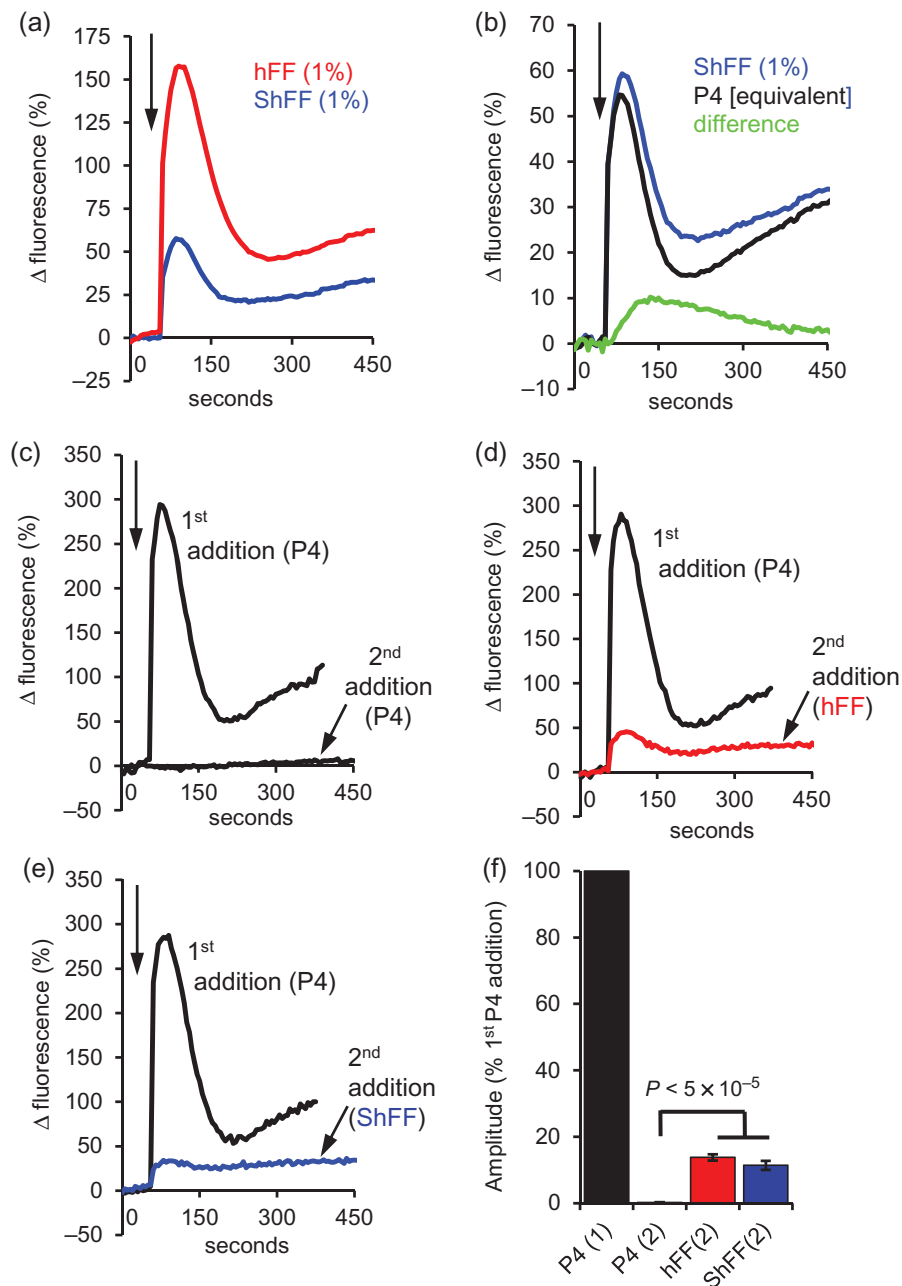 (a)
175
150
125
100
75
50
25
0
–25
Δ fluorescence (%)
hFF (1%)
ShFF (1%)
0 150 300 450
seconds
(b)
70
60
50
40
30
20
10
0
–10
Δ fluorescence (%)
ShFF (1%)
P4 [equivalent]
difference
0 150 300 450
seconds
(c)
350
300
250
200
150
100
50
0
–50
Δ fluorescence (%)
1st
addition (P4)
2nd
addition
(P4)
0 150 300 450
seconds
(d)
350
300
250
200
150
100
50
0
–50
Δ fluorescence (%)
1st
addition (P4)
2nd
addition
(hFF)
0 150 300 450
seconds
(e)
350
300
250
200
150
100
50
0
–50
Δ fluorescence (%)
1st
addition (P4)
2nd
addition
(ShFF)
0 150 300 450
seconds
(f)
100
80
60
40
20
0
Amplitude (% 1st P4 addition)
P < 5 × 10–5
P4 (1)
P4 (2)
hFF(2)
ShFF(2)